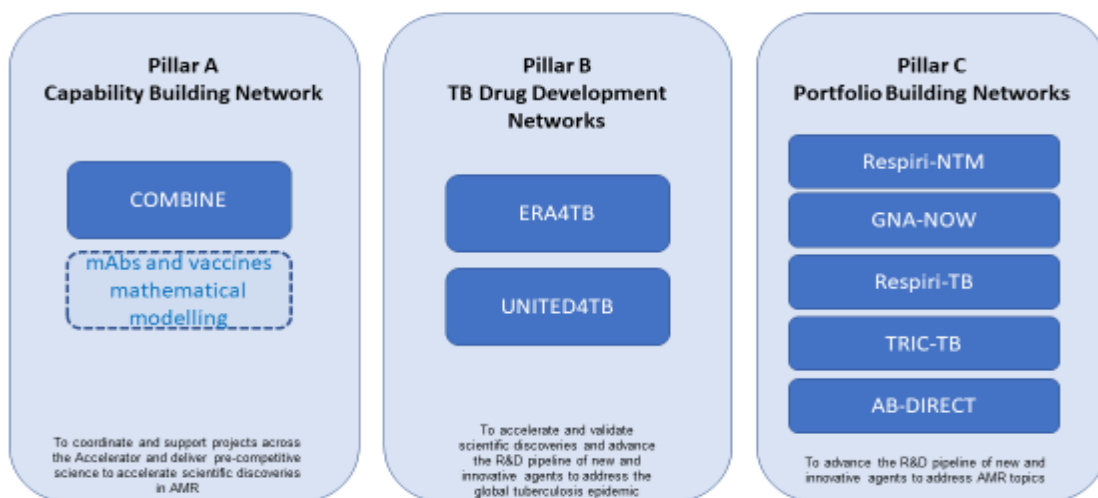 Pillar A
Capability Building Network
COMBINE
mAbs and vaccines
mathematical
modelling
To coordinate and support projects across
the Accelerator and deliver pre-competitive
science to accelerate scientific discoveries
in AMR
Pillar B
TB Drug Development
Networks
ERA4TB
UNITE4TB
To accelerate and validate
scientific discoveries and advance
the R&D pipeline of new and
innovative agents to address the
global tuberculosis epidemic
Pillar C
Portfolio Building Networks
Respiri-NTM
GNA-NOW
Respiri-TB
TRIC-TB
AB-DIRECT
To advance the R&D pipeline of new and
innovative agents to address AMR topics